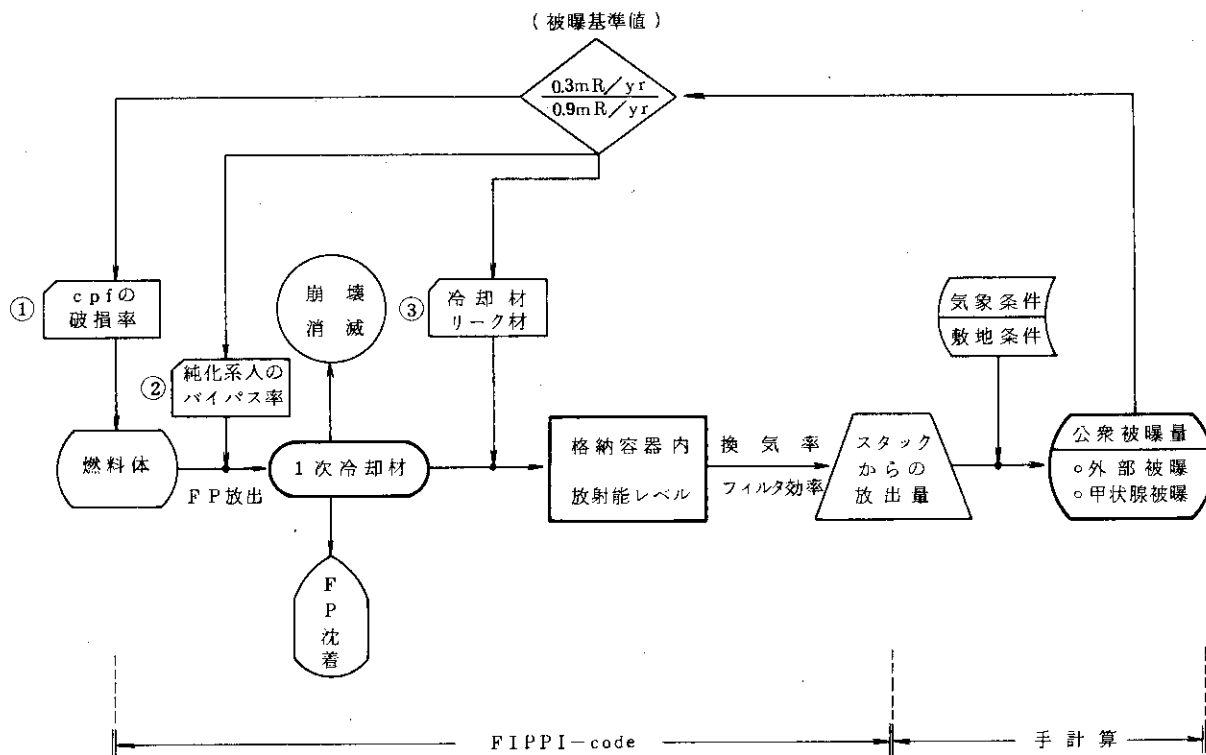 (被曝基準値)
0.3mR/yr
0.9mR/yr
①
cpfの
破損率
崩壊
消滅
③
冷却材
リーク材
気象条件
敷地条件
②
純化系人の
バイパス率
燃料体
FP放出
1次冷却材
格納容器内
放射能レベル
換気率
フィルタ効率
スタック
からの
放出量
公衆被曝量
○外部被曝
○甲状腺被曝
F
P
沈
着
FIPPI-code
手計算